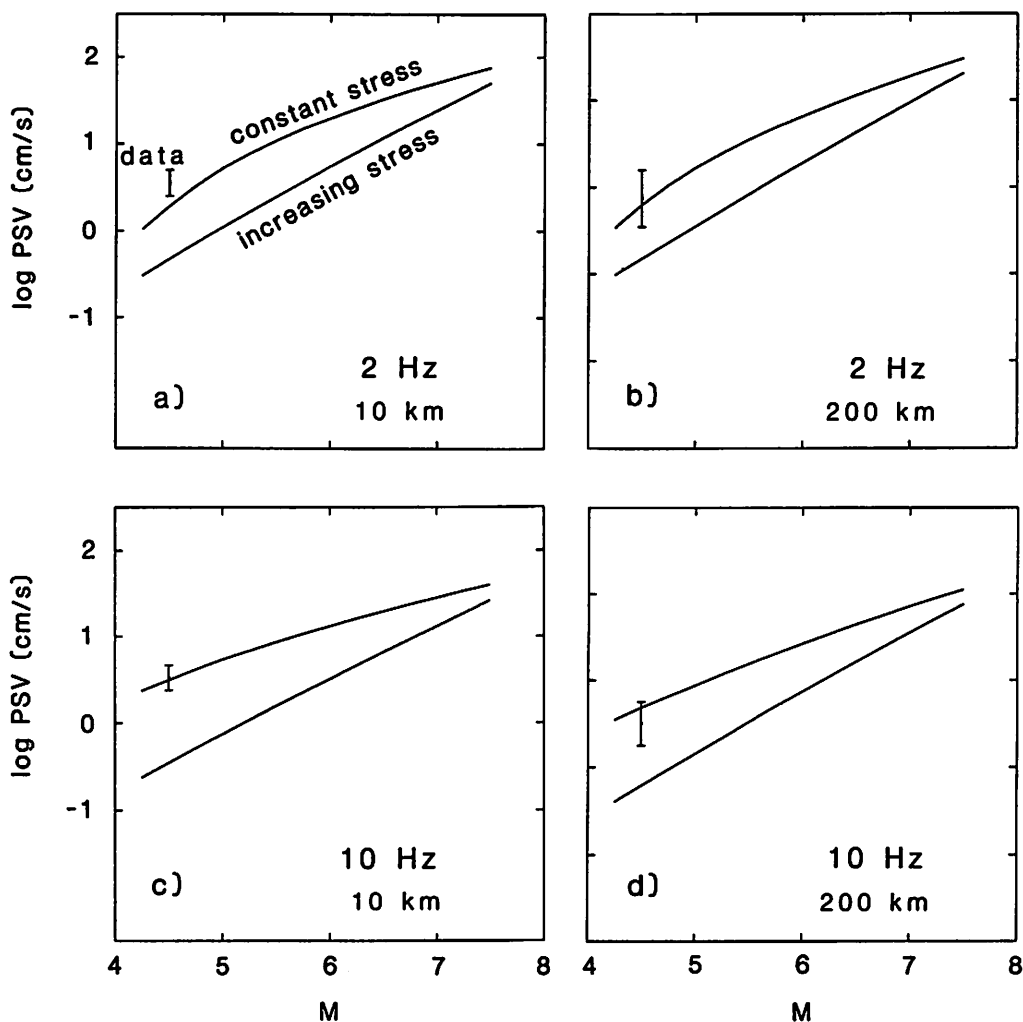 log PSV (cm/s)
2
1
0
-1
data
constant stress
increasing stress
2 Hz
10 km
a)
2 Hz
200 km
b)
log PSV (cm/s)
2
1
0
-1
10 Hz
10 km
c)
4 5 6 7 8
M
10 Hz
200 km
d)
4 5 6 7 8
M